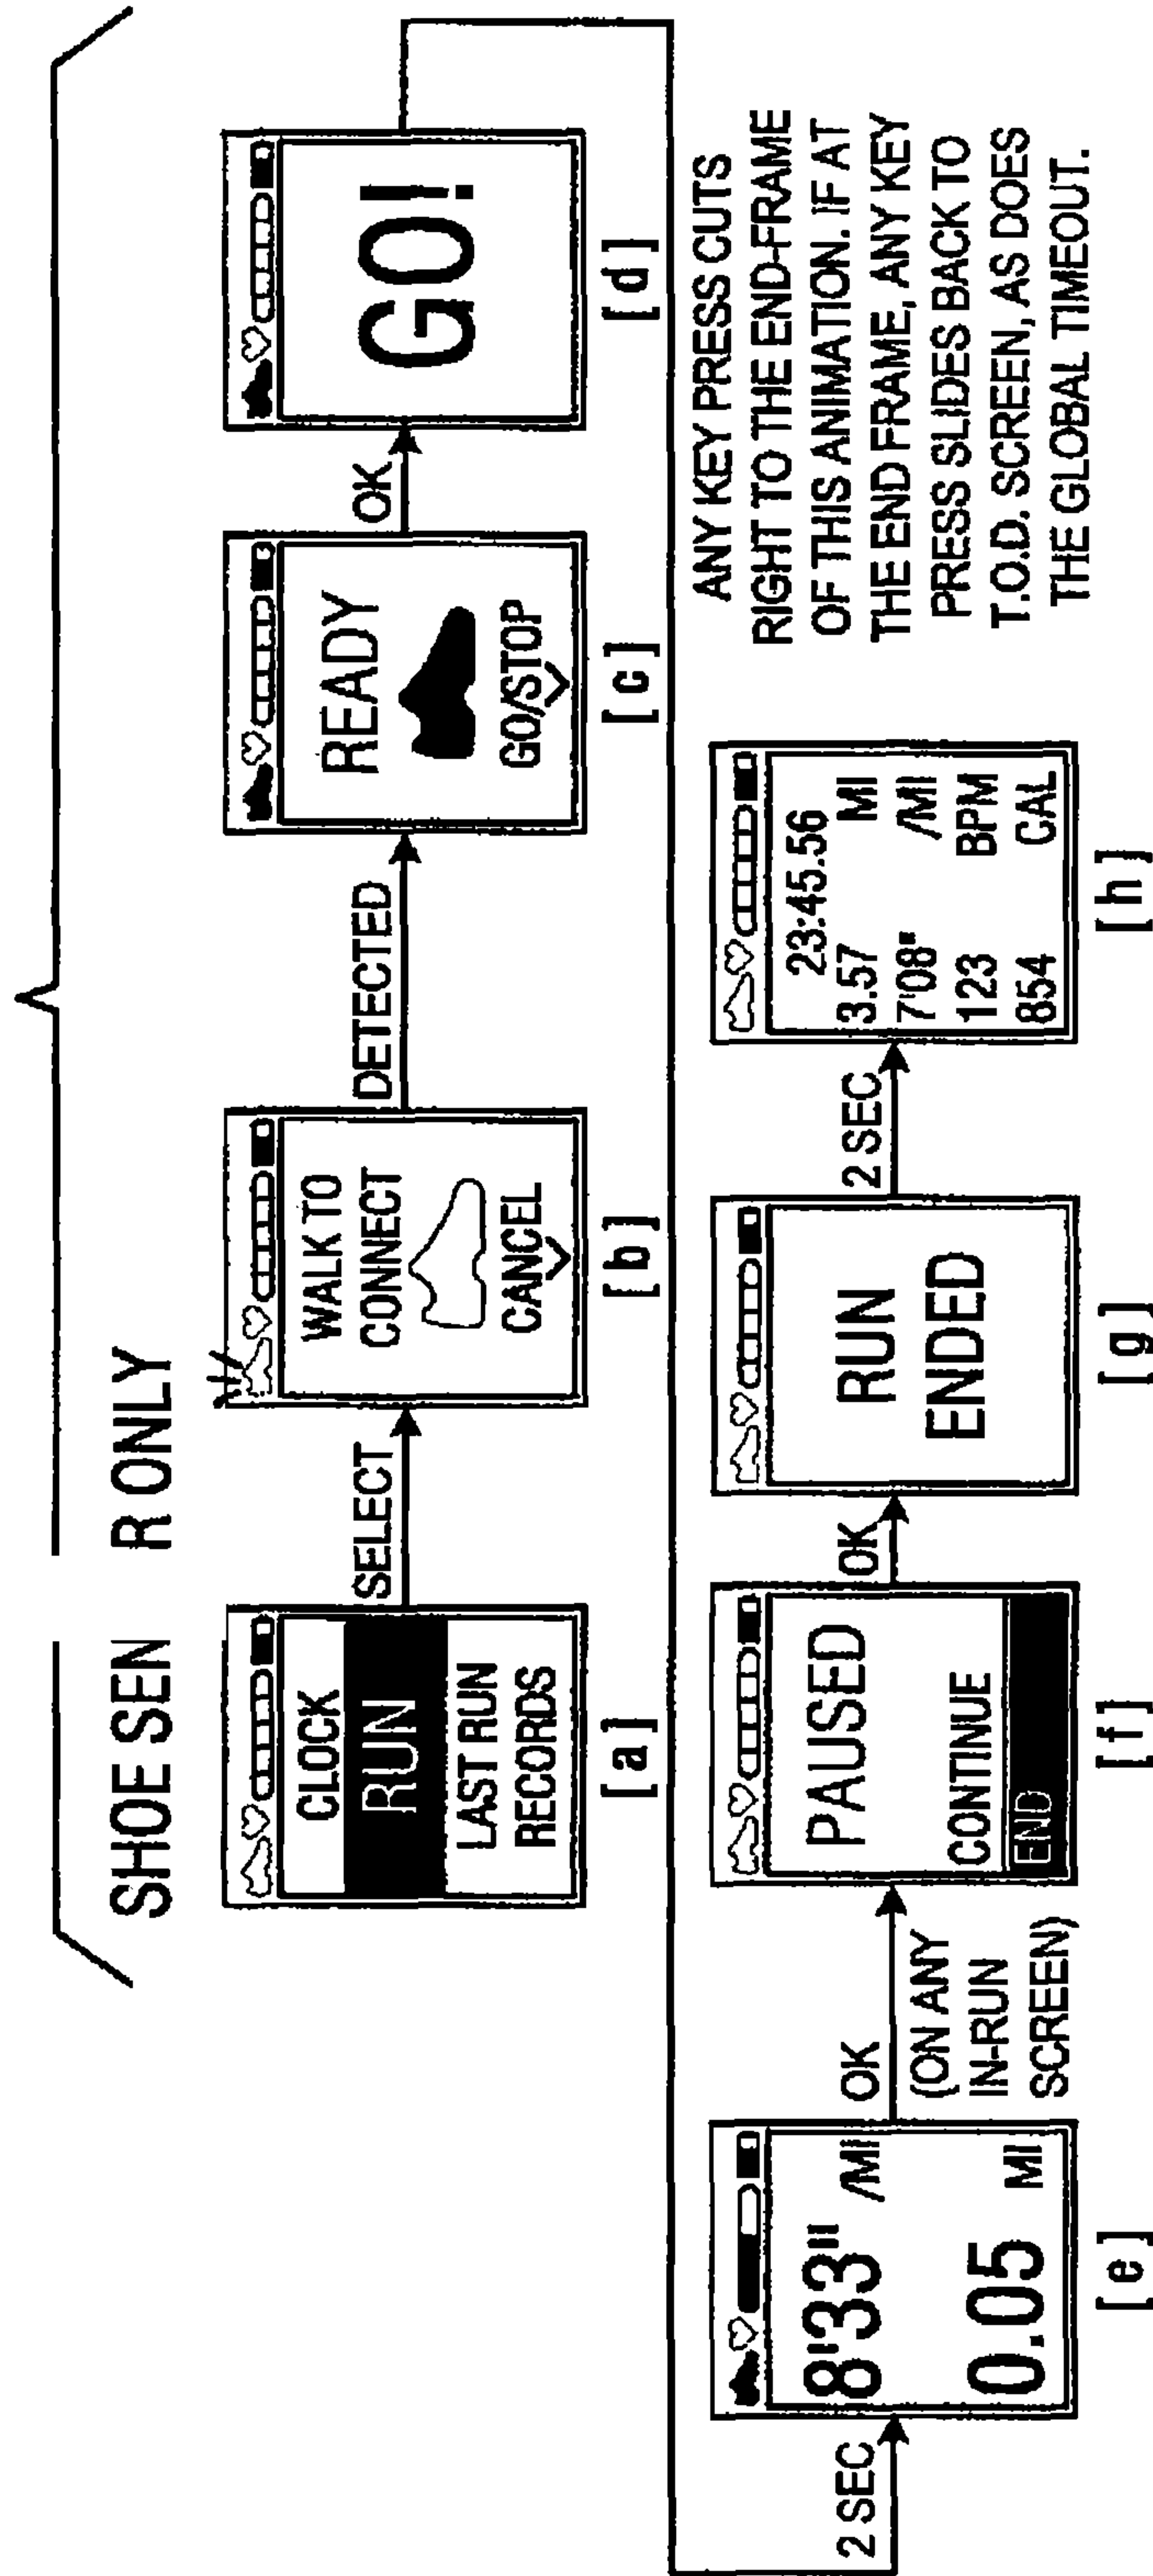 SHOE SEN R ONLY
CLOCK
RUN
LAST RUN
RECORDS
[a]
SELECT
WALK TO
CONNECT
CANCEL
[b]
DETECTED
READY
GO/STOP
[c]
OK
GO!
[d]
2 SEC
8'33" /MI
0.05 MI
[e]
OK
(ON ANY
IN-RUN
SCREEN)
PAUSED
CONTINUE
END
[f]
OK
RUN
ENDED
[g]
2 SEC
23:45.56
3.57 MI
7'08" /MI
123 BPM
854 CAL
[h]
ANY KEY PRESS CUTS
RIGHT TO THE END-FRAME
OF THIS ANIMATION. IF AT
THE END FRAME, ANY KEY
PRESS SLIDES BACK TO
T.O.D. SCREEN, AS DOES
THE GLOBAL TIMEOUT.